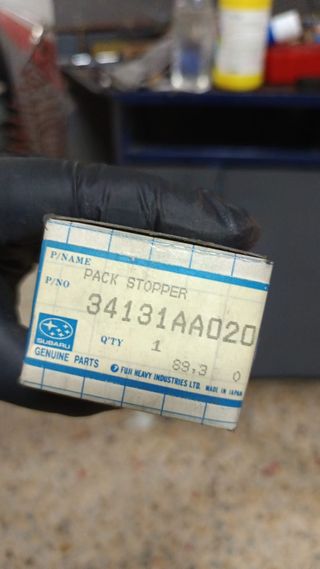 P/NAME
PACK STOPPER
P/NO
34131AA020
Q'TY 1
89.3 0
SUBARU
GENUINE PARTS FUJI HEAVY INDUSTRIES LTD. MADE IN JAPAN